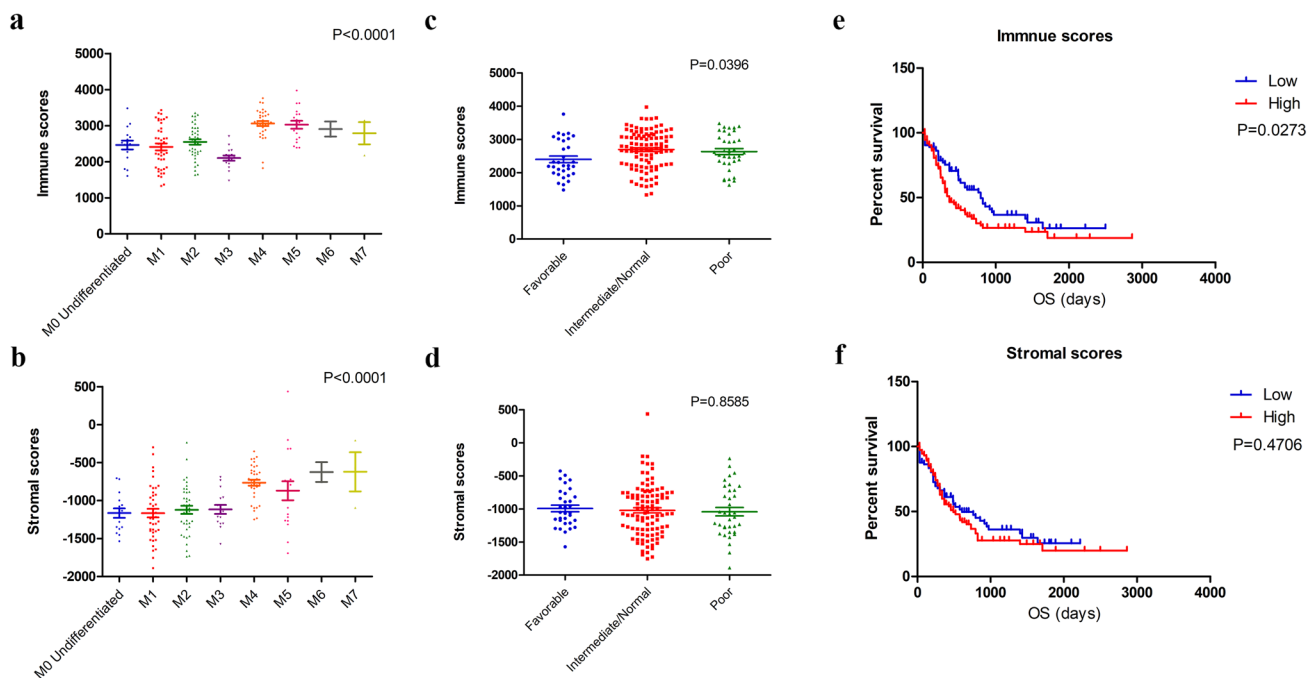 a
P<0.0001
Immune scores
5000
4000
3000
2000
1000
0
M0 Undifferentiated
M1
M2
M3
M4
M5
M6
M7
c
P=0.0396
Immune scores
5000
4000
3000
2000
1000
0
Favorable
Intermediate/Normal
Poor
e
Immnue scores
Percent survival
150
100
50
0
0
1000
2000
3000
4000
OS (days)
Low
High
P=0.0273
b
P<0.0001
Stromal scores
500
0
-500
-1000
-1500
-2000
M0 Undifferentiated
M1
M2
M3
M4
M5
M6
M7
d
P=0.8585
Stromal scores
500
0
-500
-1000
-1500
-2000
Favorable
Intermediate/Normal
Poor
f
Stromal scores
Percent survival
150
100
50
0
0
1000
2000
3000
4000
OS (days)
Low
High
P=0.4706